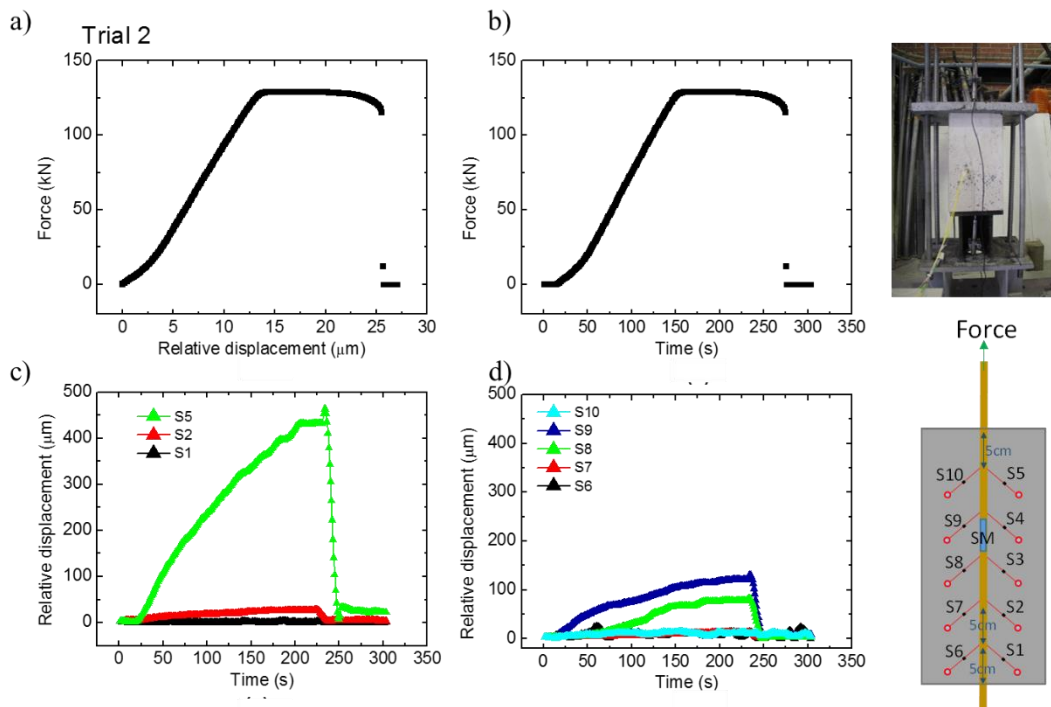 a)
Trial 2
150
100
50
0
Force (kN)
0 5 10 15 20 25 30
Relative displacement (μm)
b)
150
100
50
0
Force (kN)
0 50 100 150 200 250 300 350
Time (s)
c)
500
400
300
200
100
0
Relative displacement (μm)
S5
S2
S1
0 50 100 150 200 250 300 350
Time (s)
d)
500
400
300
200
100
0
Relative displacement (μm)
S10
S9
S8
S7
S6
0 50 100 150 200 250 300 350
Time (s)
Force
5cm
S10 S5
S9 S4
SM
S8 S3
S7 S2
5cm
S6 S1
5cm